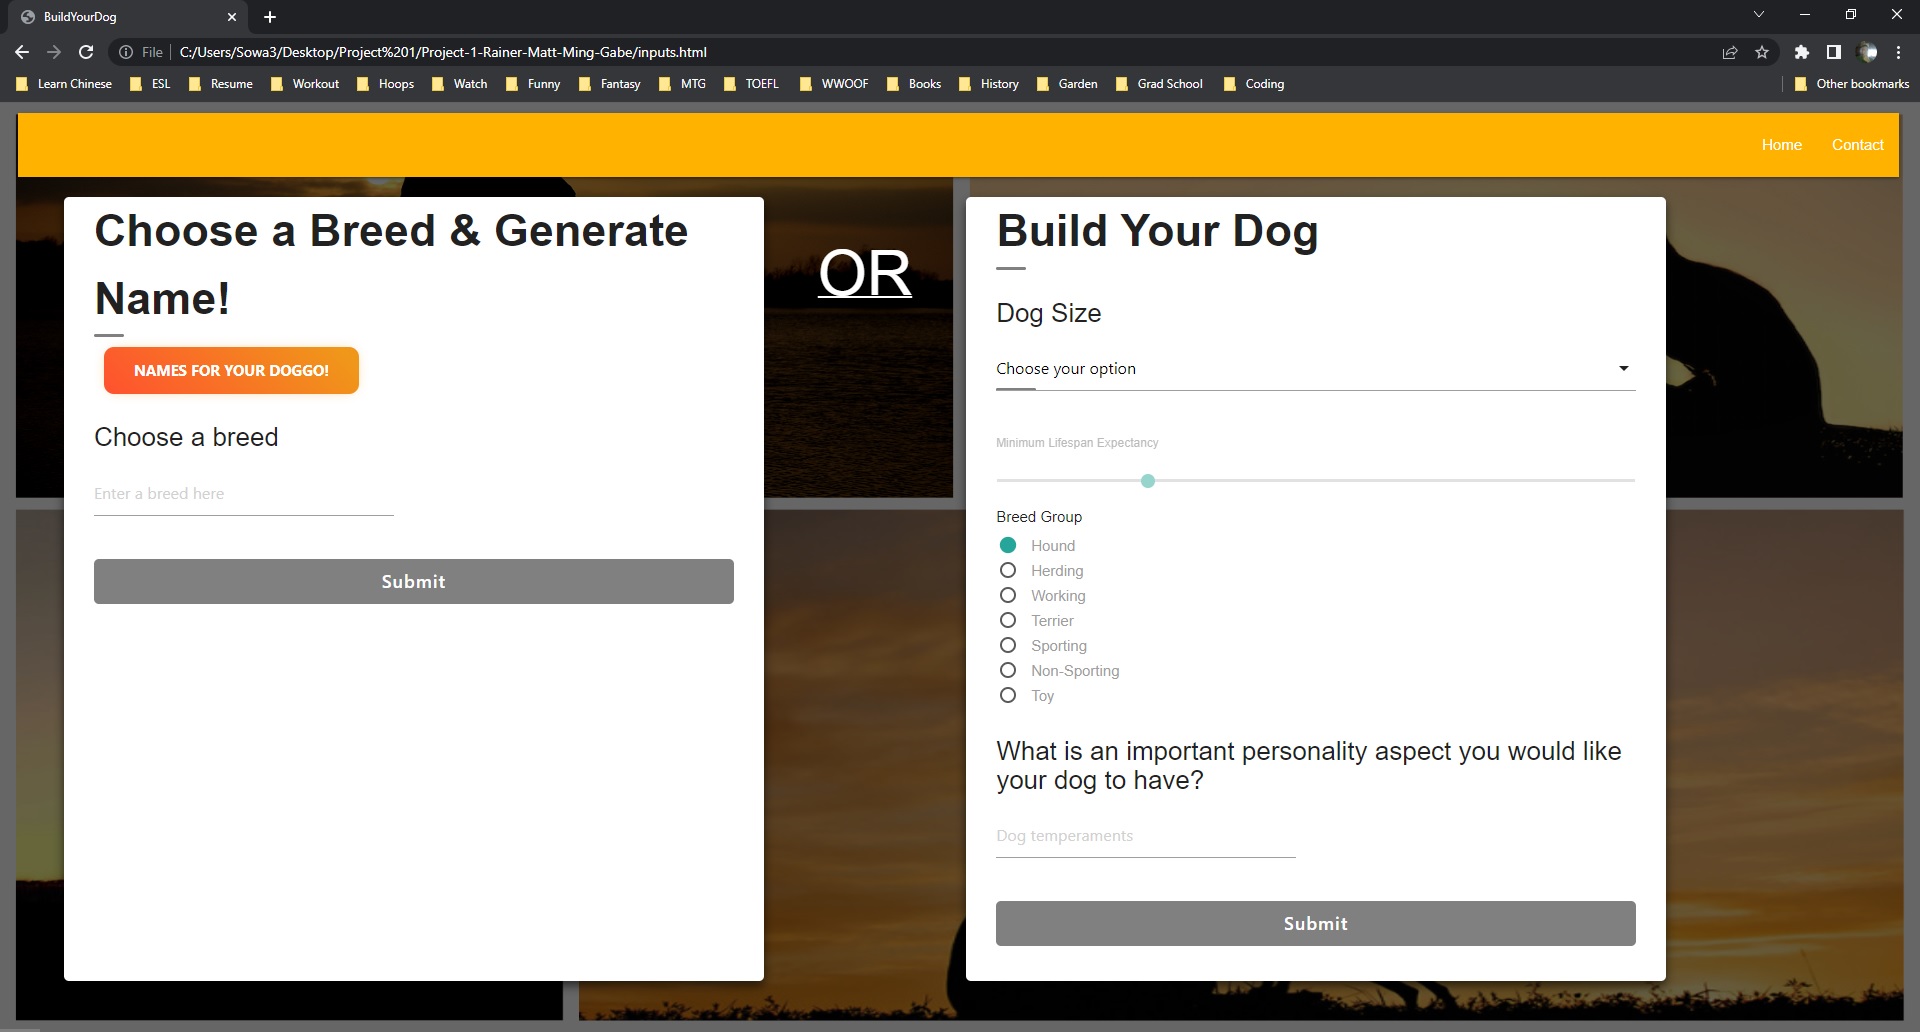 BuildYourDog
File
C:/Users/Sowa3/Desktop/Project%201/Project-1-Rainer-Matt-Ming-Gabe/inputs.html
Learn Chinese ESL Resume Workout Hoops Watch Funny Fantasy MTG TOEFL WWOOF Books History Garden Grad School Coding Other bookmarks
Home Contact
Choose a Breed & Generate
Name!
NAMES FOR YOUR DOGGO!
Choose a breed
Enter a breed here
Submit
OR
Build Your Dog
Dog Size
Choose your option
Minimum Lifespan Expectancy
Breed Group
Hound
Herding
Working
Terrier
Sporting
Non-Sporting
Toy
What is an important personality aspect you would like
your dog to have?
Dog temperaments
Submit